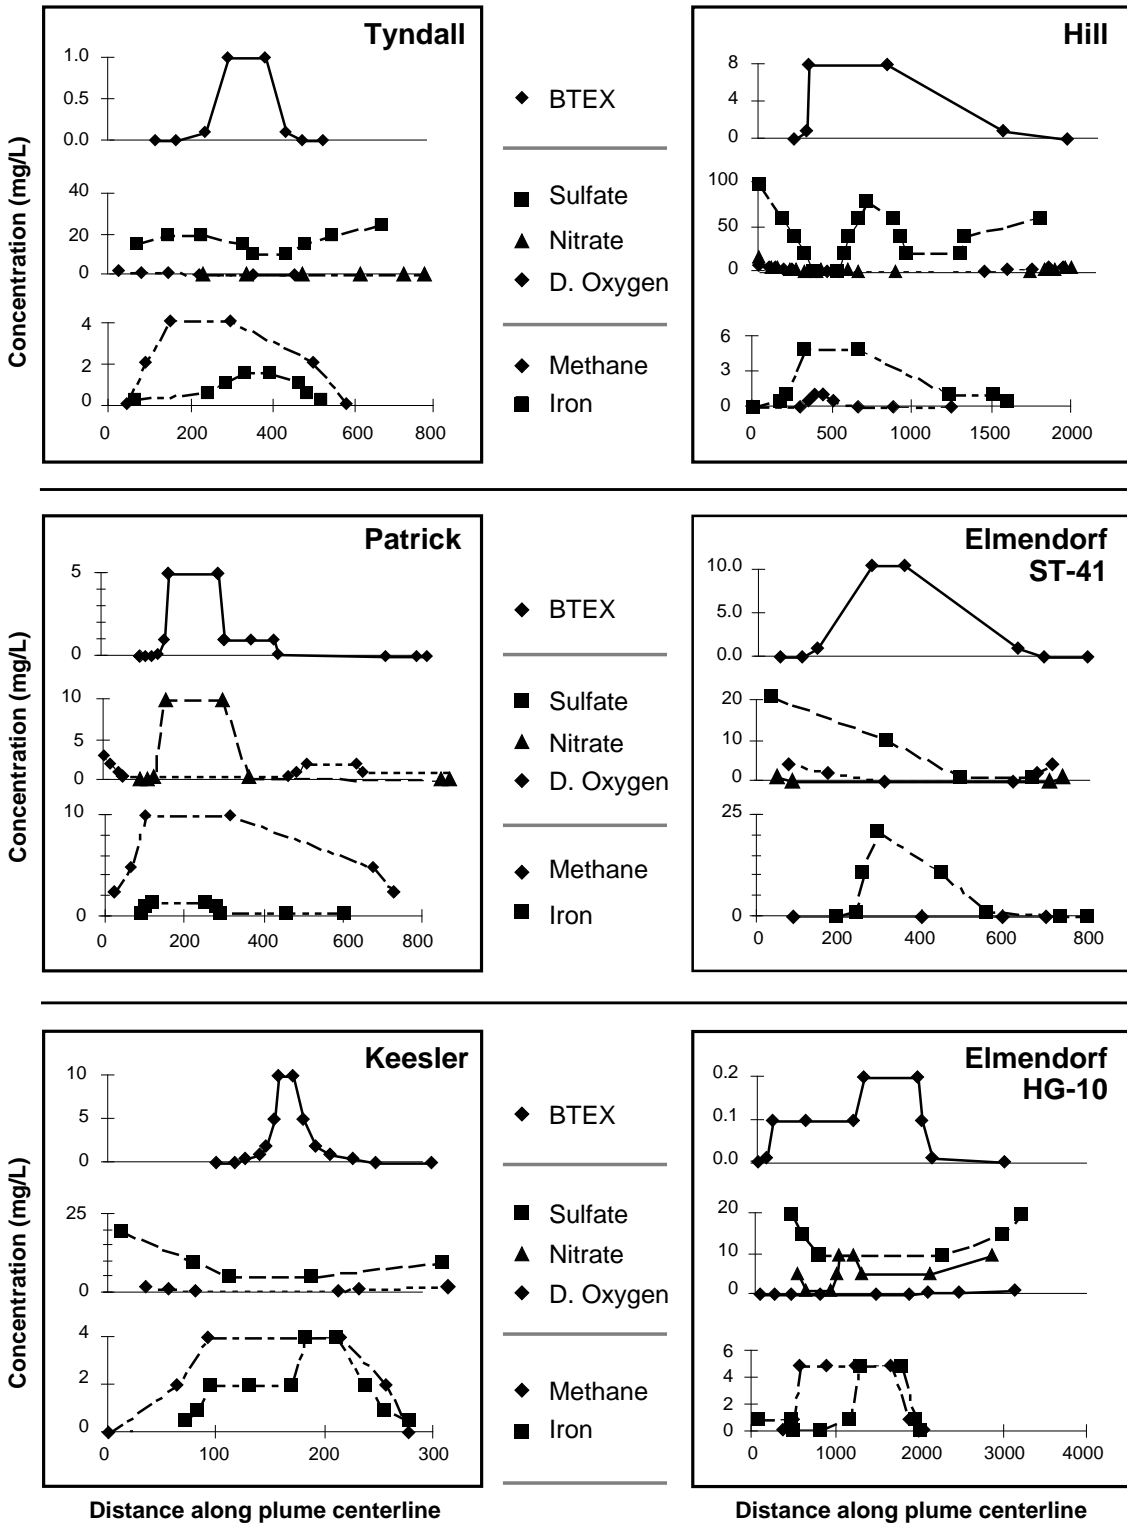 Tyndall
1.0
0.5
0.0
40
20
0
4
2
0
0
200
400
600
800
Concentration (mg/L)
BTEX
Sulfate
Nitrate
D. Oxygen
Methane
Iron
Hill
8
4
0
100
50
0
6
3
0
0
500
1000
1500
2000
Patrick
5
0
10
5
0
10
0
0
200
400
600
800
Concentration (mg/L)
BTEX
Sulfate
Nitrate
D. Oxygen
Methane
Iron
Elmendorf
ST-41
10.0
5.0
0.0
20
10
0
25
0
0
200
400
600
800
Keesler
10
5
0
25
0
4
2
0
0
100
200
300
Concentration (mg/L)
Distance along plume centerline
BTEX
Sulfate
Nitrate
D. Oxygen
Methane
Iron
Elmendorf
HG-10
0.2
0.1
0.0
20
10
0
6
4
2
0
0
1000
2000
3000
4000
Distance along plume centerline